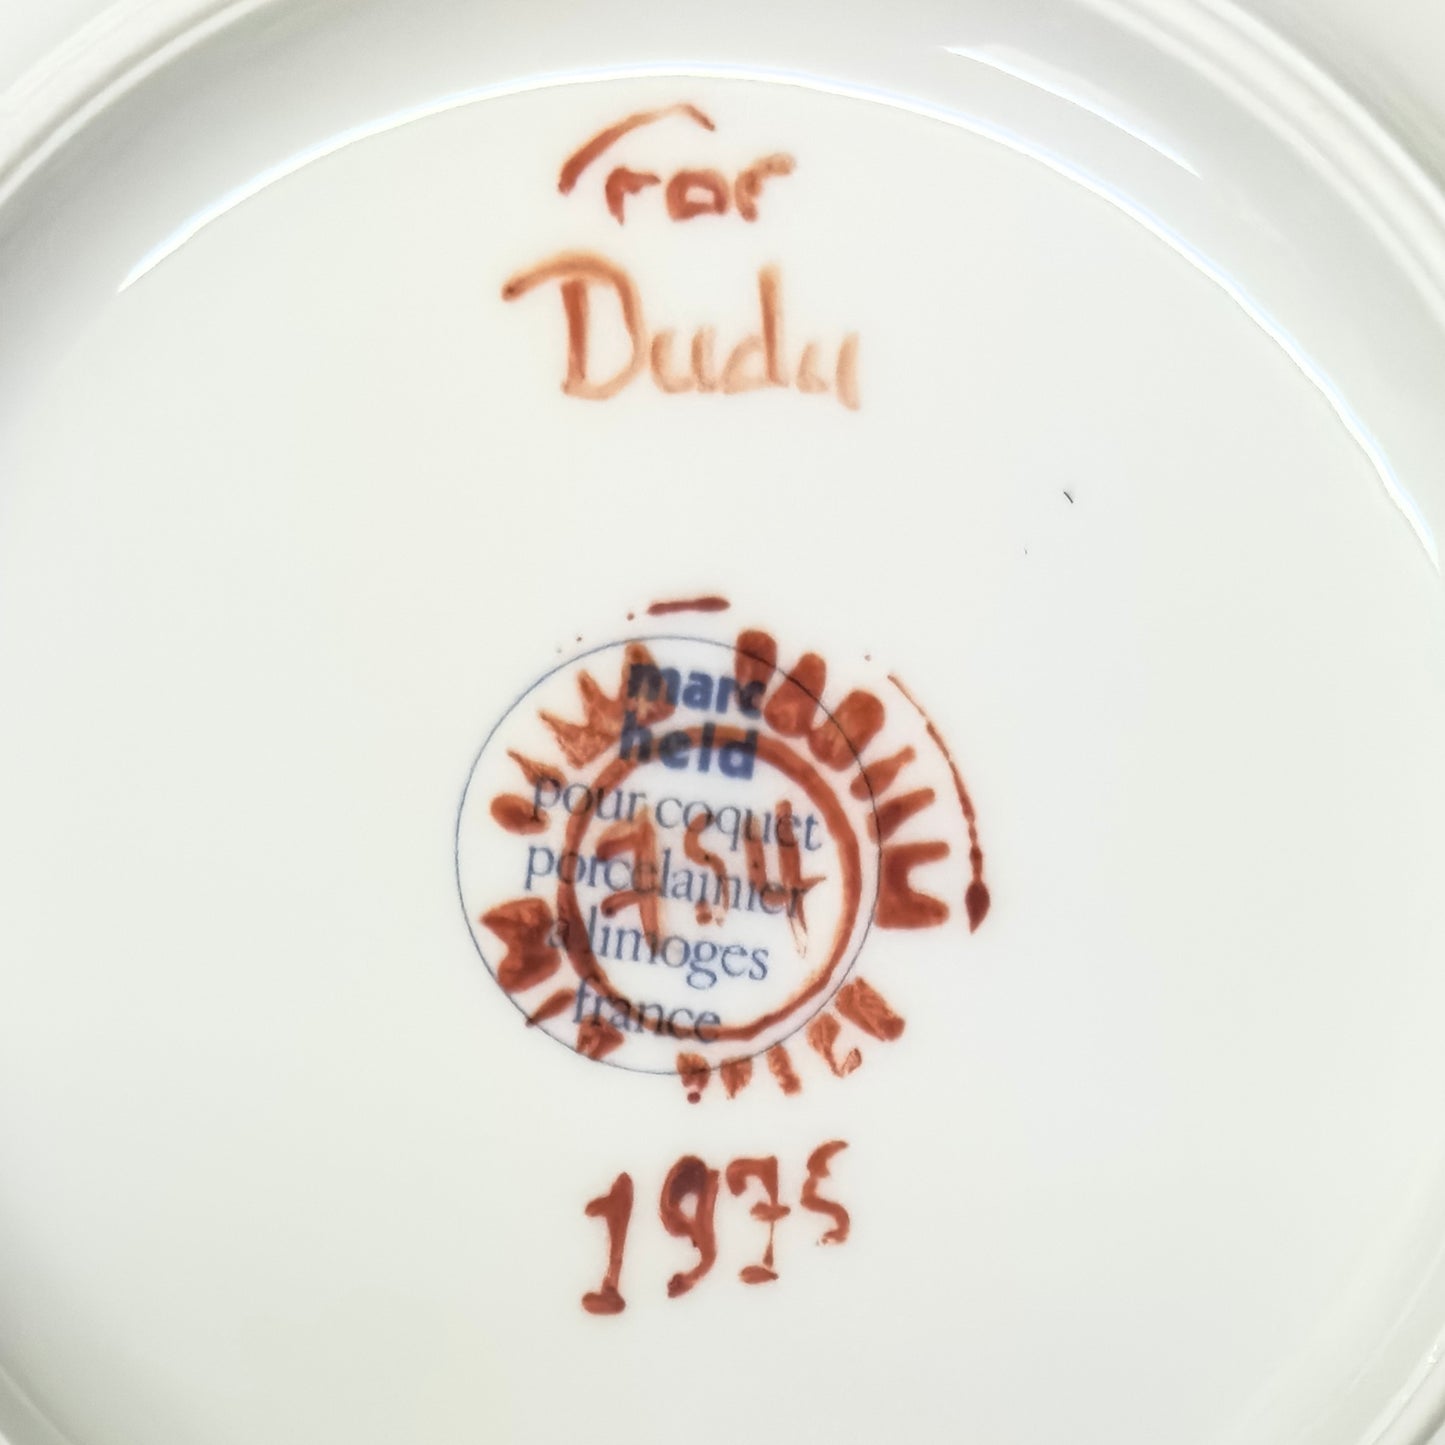 For
Dudu
marc
held
pour coquet
porcelainier
à limoges
france
1975